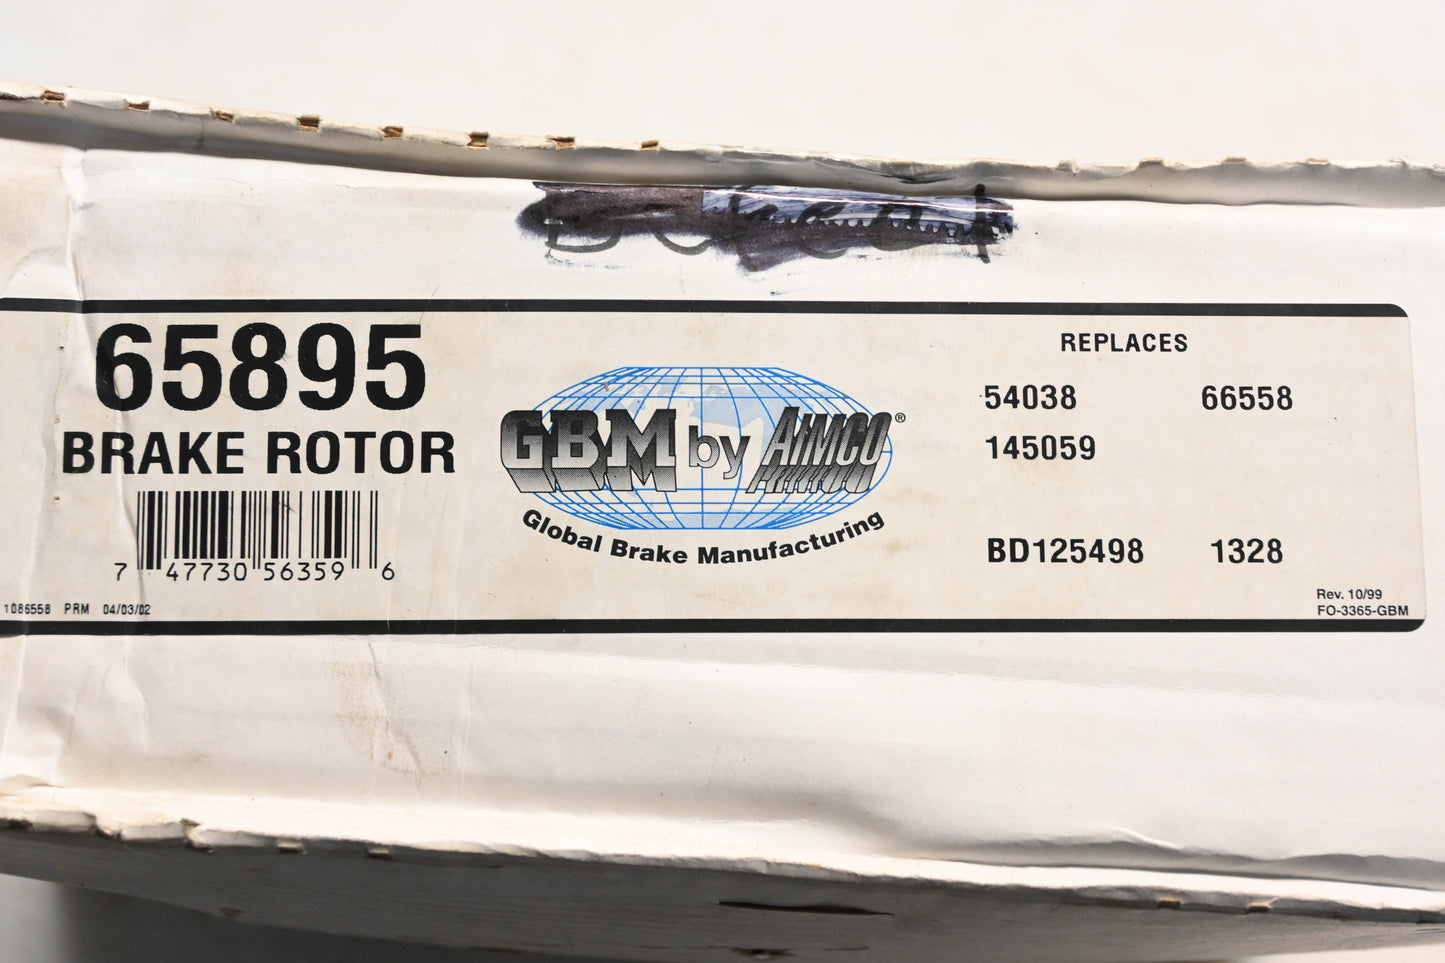 65895
BRAKE ROTOR
7 47730 56359 6
1086558 PRM 04/03/02
GBM by AIMCO®
Global Brake Manufacturing
REPLACES
54038 66558
145059
BD125498 1328
Rev. 10/99
FO-3365-GBM